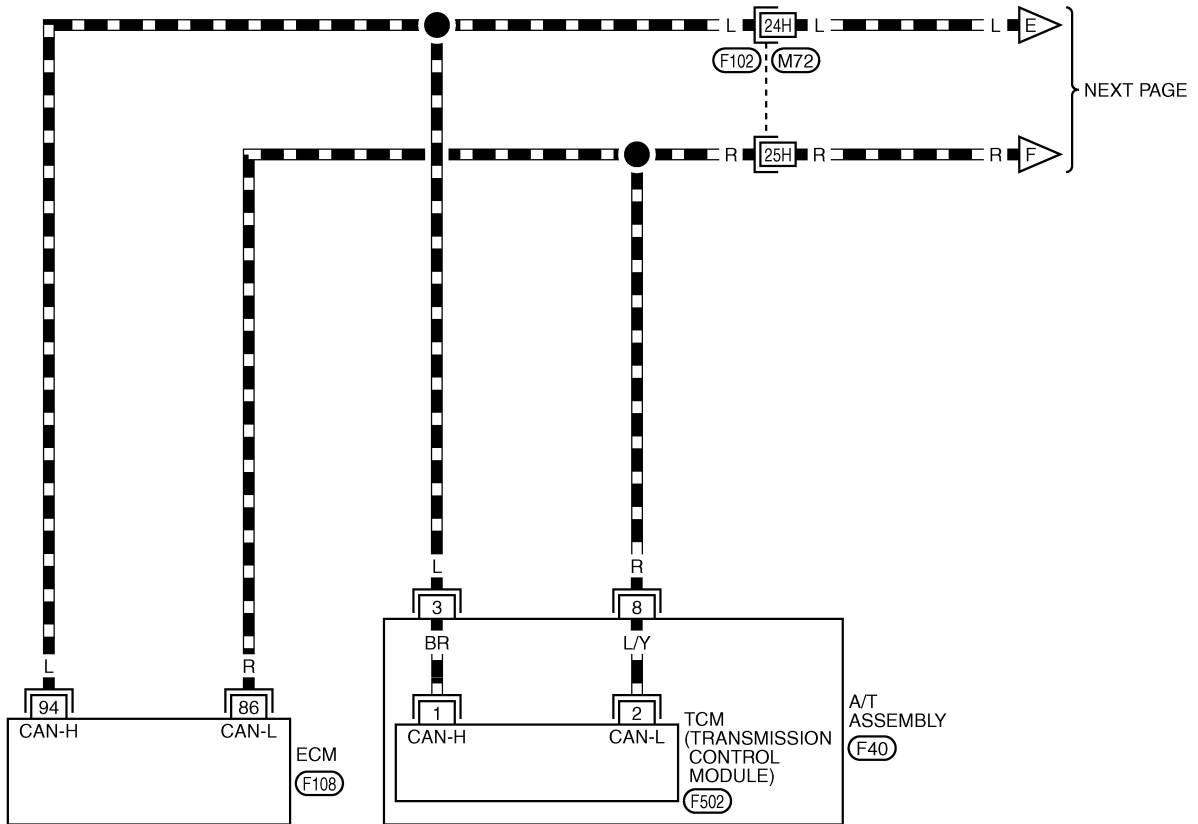 L 24H L L E
F102 M72
NEXT PAGE
R 25H R R F
L R
3 8
BR L/Y
L R
94 86
1 2
CAN-H CAN-L
CAN-H CAN-L
ECM
F108
TCM
(TRANSMISSION
CONTROL
MODULE)
F502
A/T
ASSEMBLY
F40